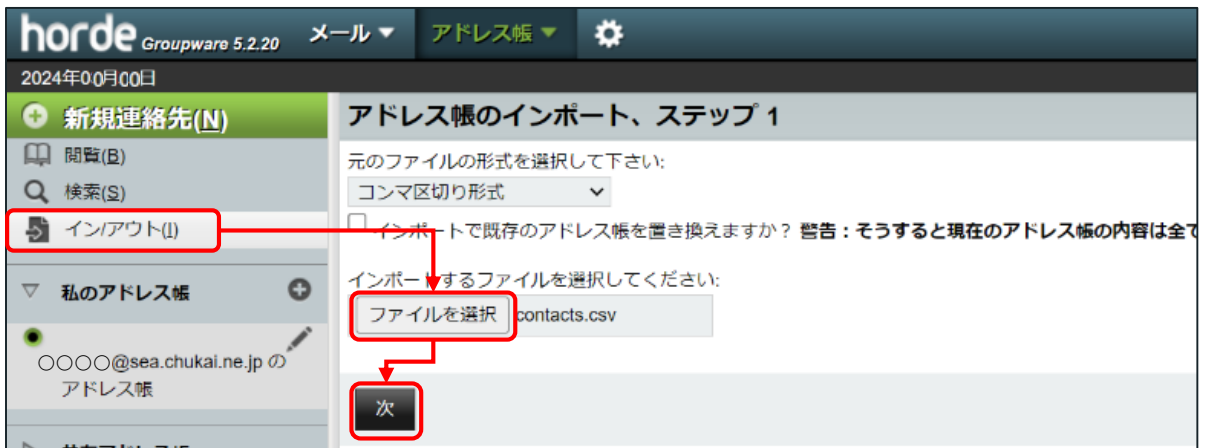 horde Groupware 5.2.20 メール アドレス帳
2024年00月00日
新規連絡先(N)
閲覧(B)
検索(S)
イン/アウト(I)
私のアドレス帳
〇〇〇〇@sea.chukai.ne.jp の
アドレス帳
アドレス帳のインポート、ステップ 1
元のファイルの形式を選択して下さい:
コンマ区切り形式
インポートで既存のアドレス帳を置き換えますか？ 警告：そうすると現在のアドレス帳の内容は全て
インポートするファイルを選択してください:
ファイルを選択 contacts.csv
次